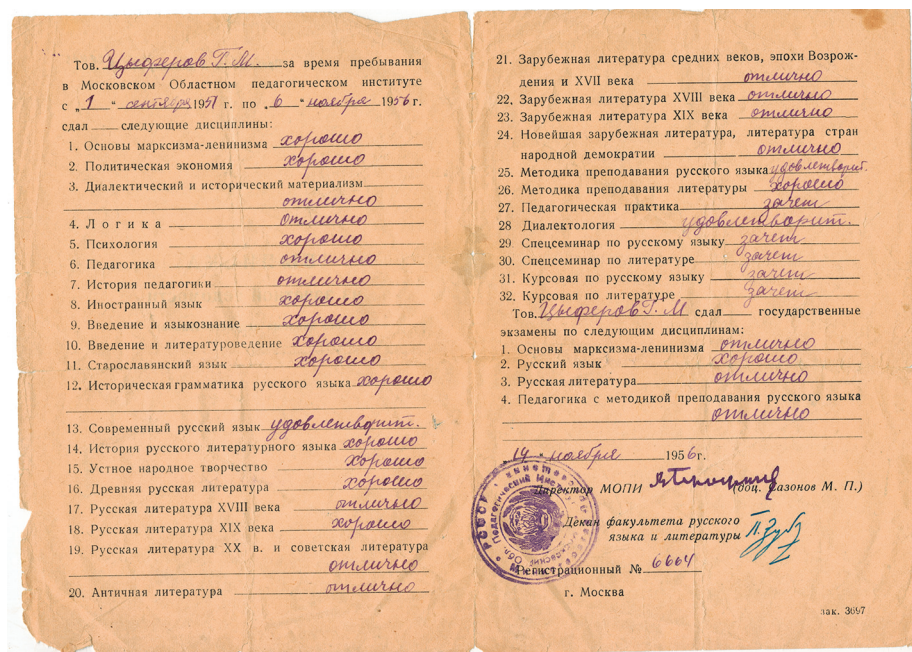 Тов. Цыферов Г. М. за время пребывания
в Московском Областном педагогическом институте
с „1“ сентября 1951 г. по „6“ ноября 1956 г.
сдал следующие дисциплины:
1. Основы марксизма-ленинизма хорошо
2. Политическая экономия хорошо
3. Диалектический и исторический материализм
отлично
4. Логика отлично
5. Психология хорошо
6. Педагогика отлично
7. История педагогики отлично
8. Иностранный язык хорошо
9. Введение и языкознание хорошо
10. Введение и литературоведение хорошо
11. Старославянский язык хорошо
12. Историческая грамматика русского языка хорошо
13. Современный русский язык удовлетворит.
14. История русского литературного языка хорошо
15. Устное народное творчество хорошо
16. Древняя русская литература хорошо
17. Русская литература XVIII века отлично
18. Русская литература XIX века хорошо
19. Русская литература XX в. и советская литература
отлично
20. Античная литература отлично
21. Зарубежная литература средних веков, эпохи Возрож-
дения и XVII века отлично
22. Зарубежная литература XVIII века отлично
23. Зарубежная литература XIX века отлично
24. Новейшая зарубежная литература, литература стран
народной демократии отлично
25. Методика преподавания русского языка удовлетворит.
26. Методика преподавания литературы хорошо
27. Педагогическая практика зачет
28 Диалектология удовлетворит.
29. Спецсеминар по русскому языку зачет
30. Спецсеминар по литературе зачет
31. Курсовая по русскому языку зачет
32. Курсовая по литературе зачет
Тов. Цыферов Г. М сдал государственные
экзамены по следующим дисциплинам:
1. Основы марксизма-ленинизма отлично
2. Русский язык хорошо
3. Русская литература отлично
4. Педагогика с методикой преподавания русского языка
отлично
„14“ ноября 1956 г.
Директор МОПИ (доц. Сазонов М. П.)
Декан факультета русского
языка и литературы
Регистрационный № 6664
г. Москва
зак. 3697
РСФСР